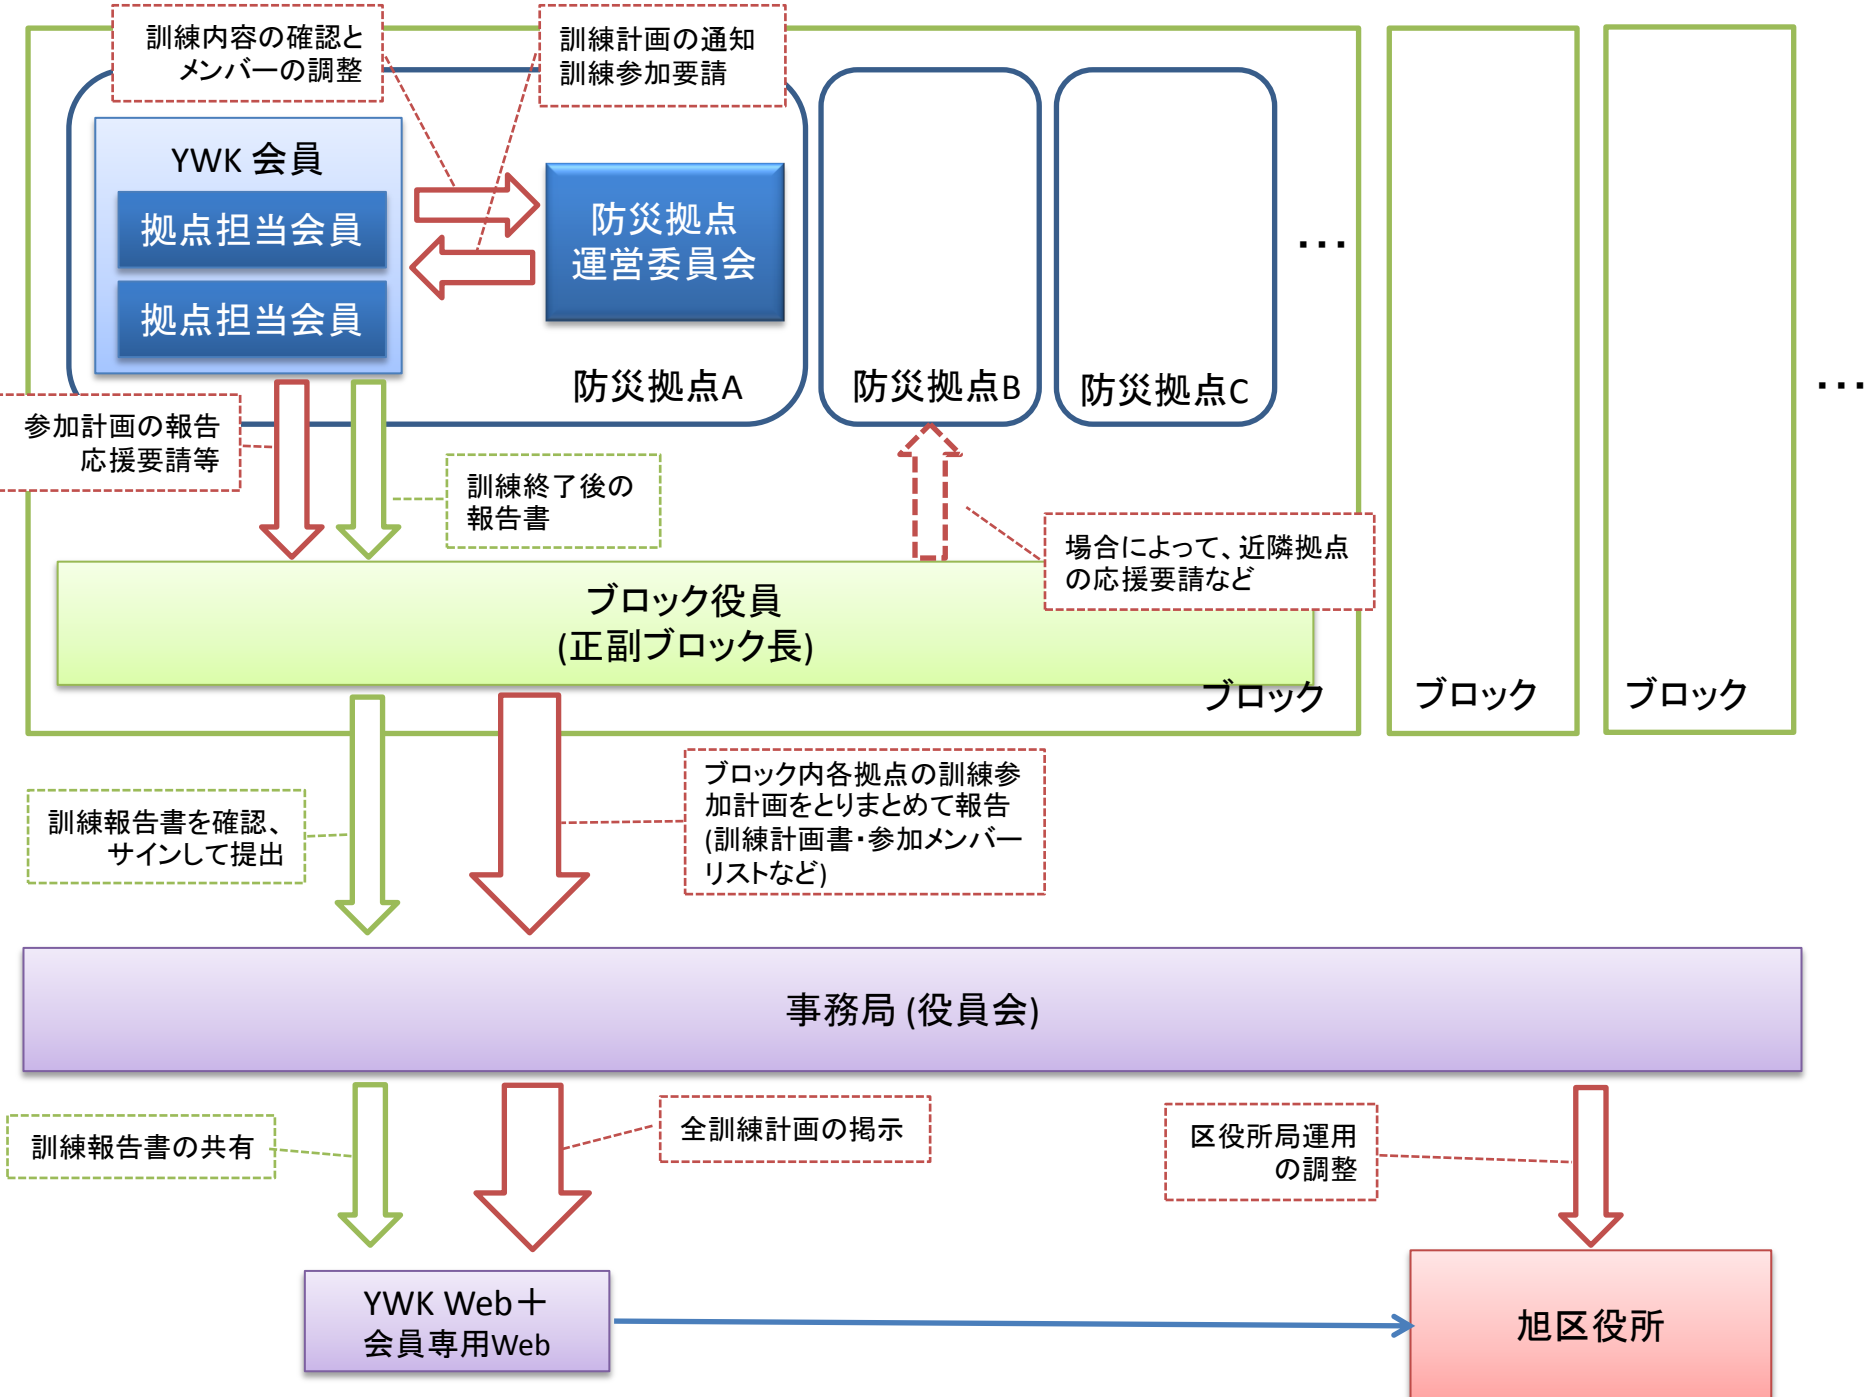 訓練内容の確認と
メンバーの調整
訓練計画の通知
訓練参加要請
YWK 会員
拠点担当会員
拠点担当会員
防災拠点
運営委員会
防災拠点A
防災拠点B
防災拠点C
・・・
・・・
参加計画の報告
応援要請等
訓練終了後の
報告書
場合によって、近隣拠点
の応援要請など
ブロック役員
(正副ブロック長)
ブロック
ブロック
ブロック
訓練報告書を確認、
サインして提出
ブロック内各拠点の訓練参
加計画をとりまとめて報告
(訓練計画書・参加メンバー
リストなど)
事務局 (役員会)
訓練報告書の共有
全訓練計画の掲示
区役所局運用
の調整
YWK Web＋
会員専用Web
旭区役所